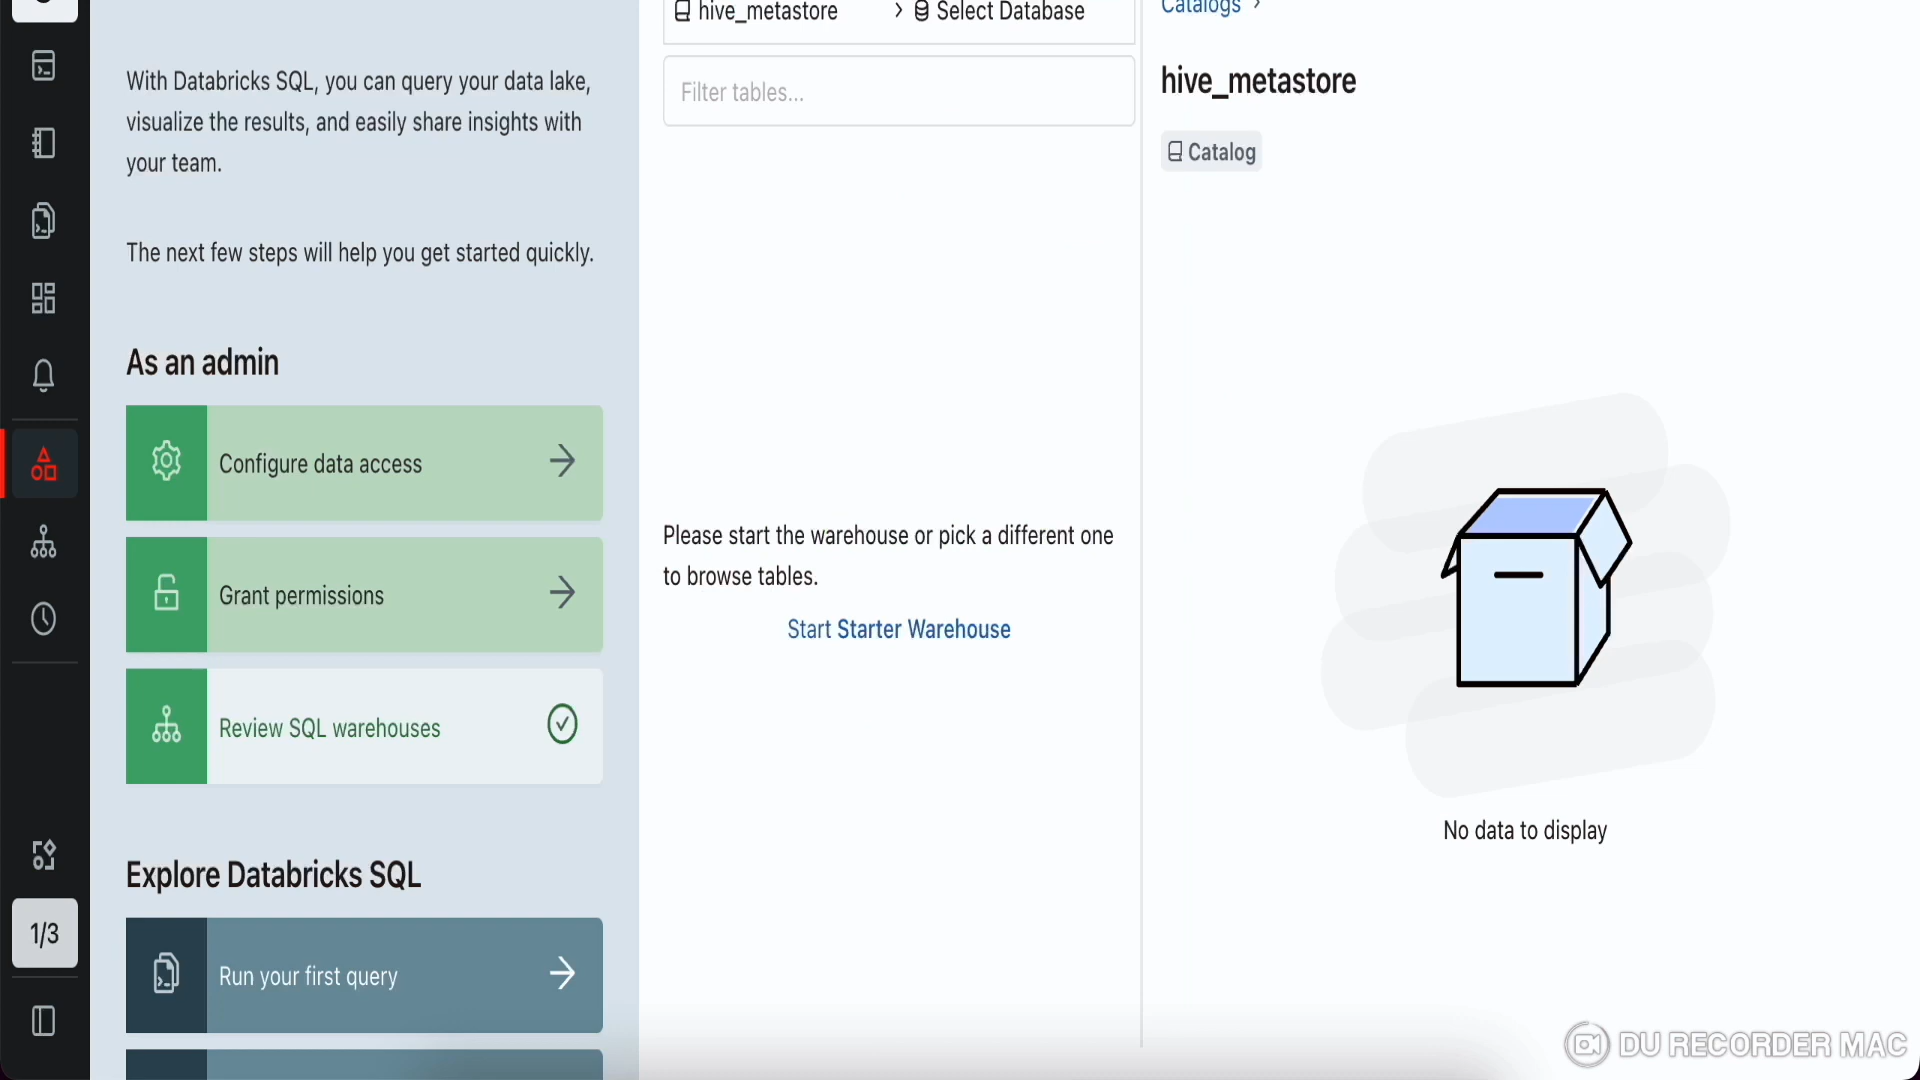 With Databricks SQL, you can query your data lake,
visualize the results, and easily share insights with
your team.
The next few steps will help you get started quickly.
As an admin
Configure data access
Grant permissions
Review SQL warehouses
Explore Databricks SQL
Run your first query
1/3
hive_metastore > Select Database
Filter tables...
Please start the warehouse or pick a different one
to browse tables.
Start Starter Warehouse
Catalogs >
hive_metastore
Catalog
No data to display
DU RECORDER MAC